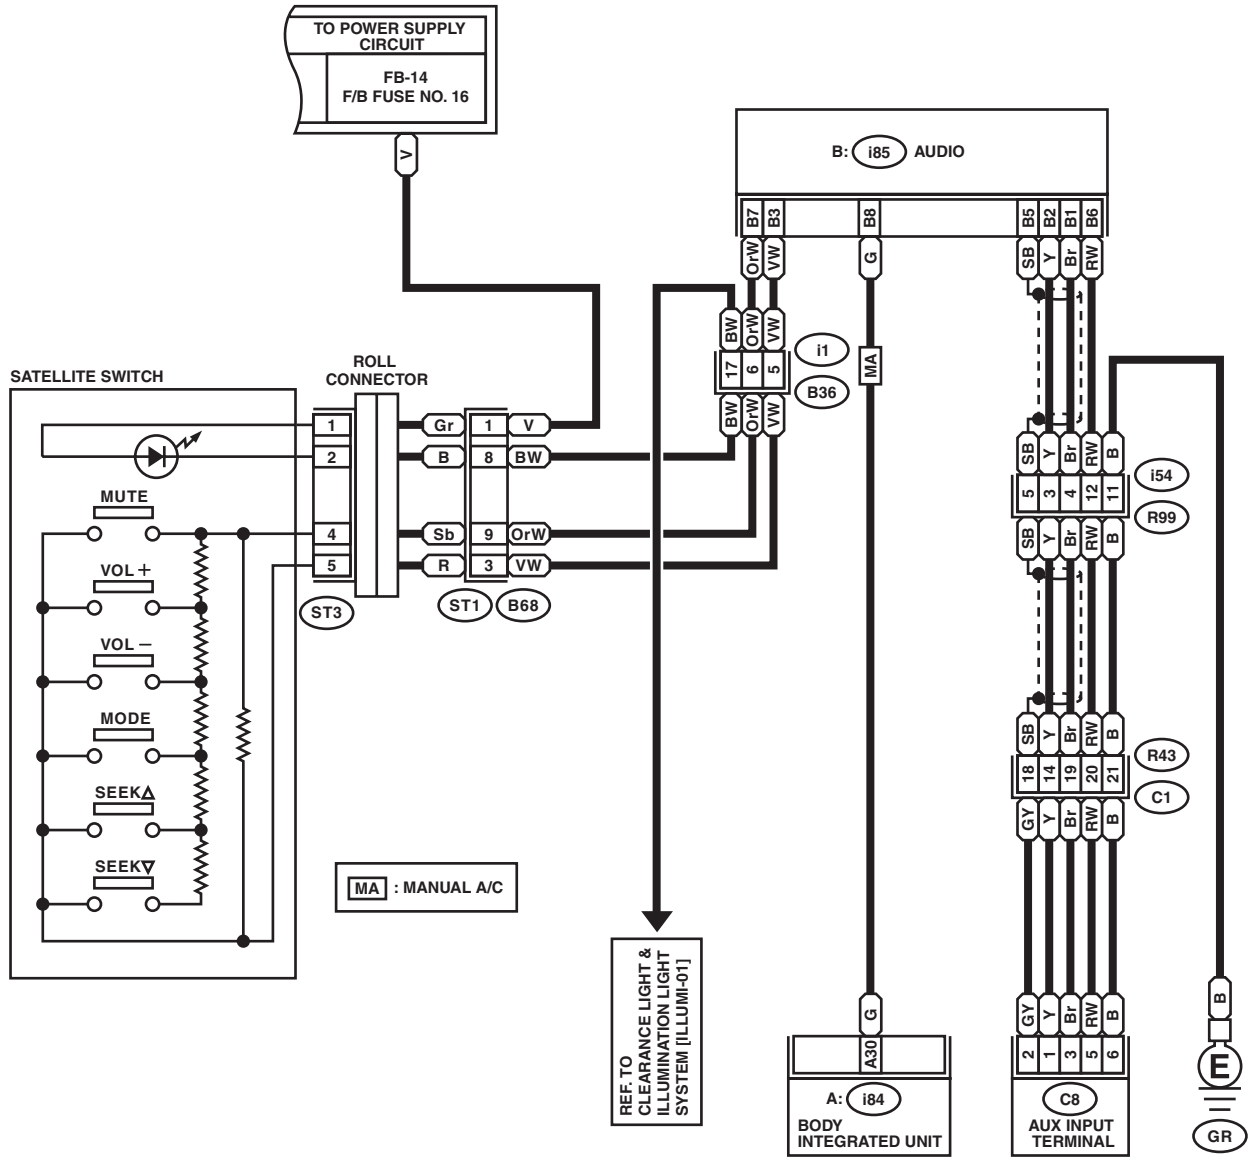 TO POWER SUPPLY
CIRCUIT
FB-14
F/B FUSE NO. 16
V
B: i85 AUDIO
B7 B3 B8 B5 B2 B1 B6
OrW VW G SB Y Br RW
BW OrW VW
i1
17 6 5
MA
B36
BW OrW VW
ROLL
CONNECTOR
SATELLITE SWITCH
1 Gr 1 V
2 B 8 BW
4 Sb 9 OrW
5 R 3 VW
ST3 ST1 B68
MUTE
VOL +
VOL −
MODE
SEEK△
SEEK▽
SB Y Br RW B
i54
5 3 4 12 11
R99
SB Y Br RW B
SB Y Br RW B
R43
18 14 19 20 21
C1
GY Y Br RW B
MA : MANUAL A/C
REF. TO
CLEARANCE LIGHT &
ILLUMINATION LIGHT
SYSTEM [ILLUMI-01]
G
A30
A: i84
BODY
INTEGRATED UNIT
GY Y Br RW B
2 1 3 5 6
C8
AUX INPUT
TERMINAL
B
E
GR